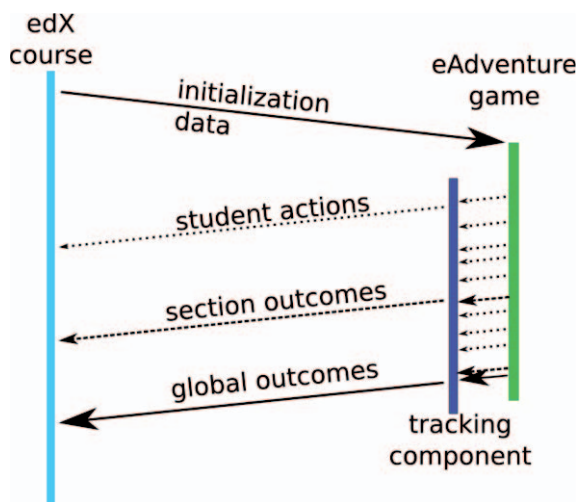 edX
course
eAdventure
game
initialization
data
student actions
section outcomes
global outcomes
tracking
component